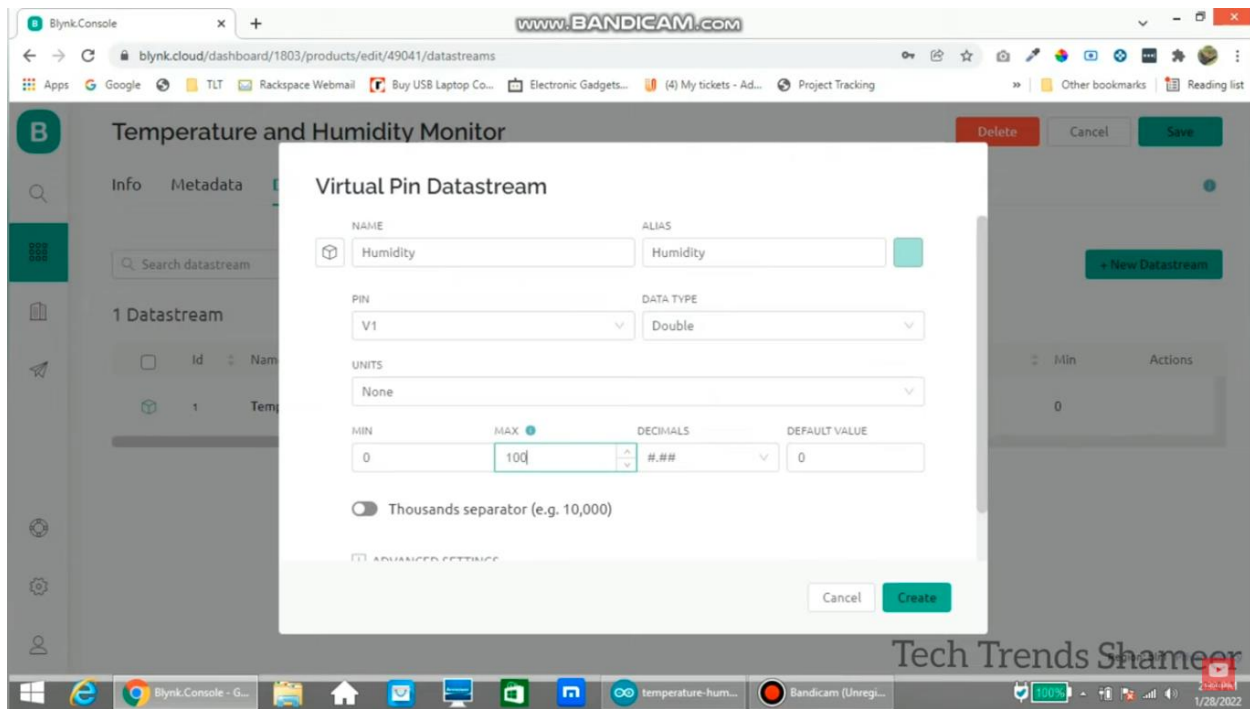 Blynk.Console
www.BANDICAM.com
blynk.cloud/dashboard/1803/products/edit/49041/datastreams
Apps Google TLT Rackspace Webmail Buy USB Laptop Co... Electronic Gadgets... (4) My tickets - Ad... Project Tracking » Other bookmarks Reading list
B Temperature and Humidity Monitor Delete Cancel Save
Info Metadata D
Virtual Pin Datastream
NAME ALIAS
Humidity Humidity
Search datastream + New Datastream
PIN DATA TYPE
1 Datastream
V1 Double
Id Nam Min Actions
UNITS
None
1 Temp 0
MIN MAX DECIMALS DEFAULT VALUE
0 100 #.## 0
Thousands separator (e.g. 10,000)
ADVANCED SETTINGS
Cancel Create
Tech Trends Shameer
Blynk.Console - G... temperature-hum... Bandicam (Unregi... 100%
1/28/2022